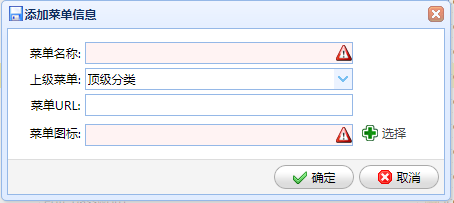 添加菜单信息
菜单名称:
上级菜单: 顶级分类
菜单URL:
菜单图标: 选择
确定 取消